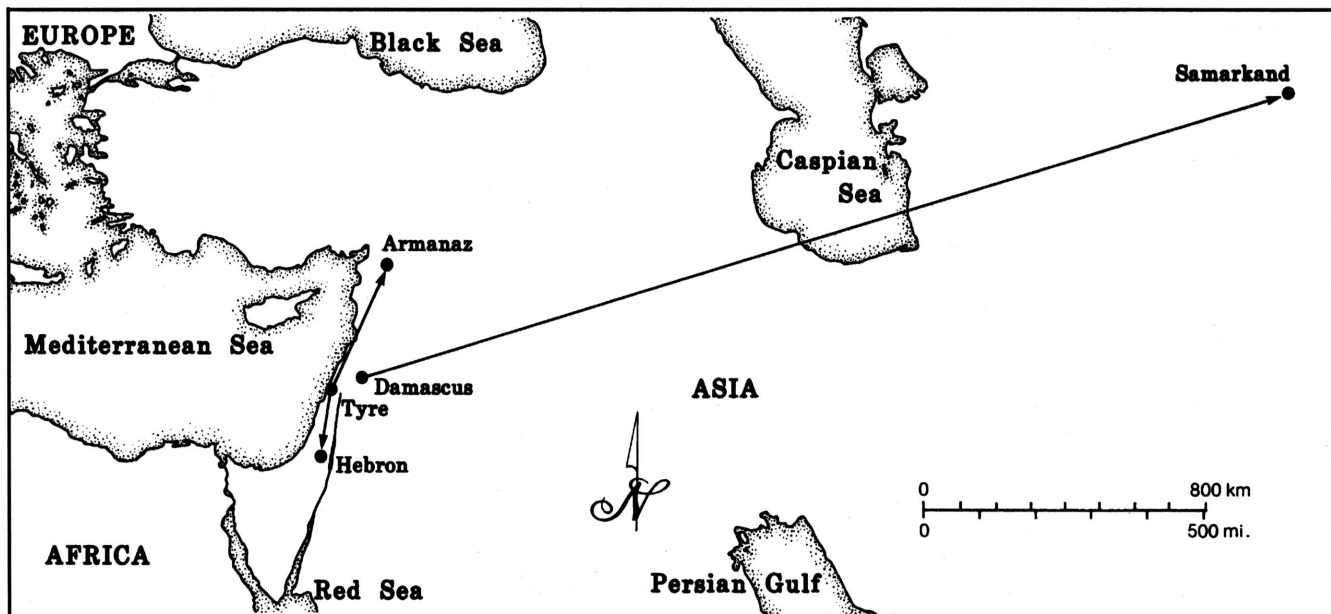 EUROPE
Black Sea
Samarkand
Caspian
Sea
Armanaz
Mediterranean Sea
Damascus
ASIA
Tyre
Hebron
N
0 800 km
0 500 mi.
AFRICA
Red Sea
Persian Gulf